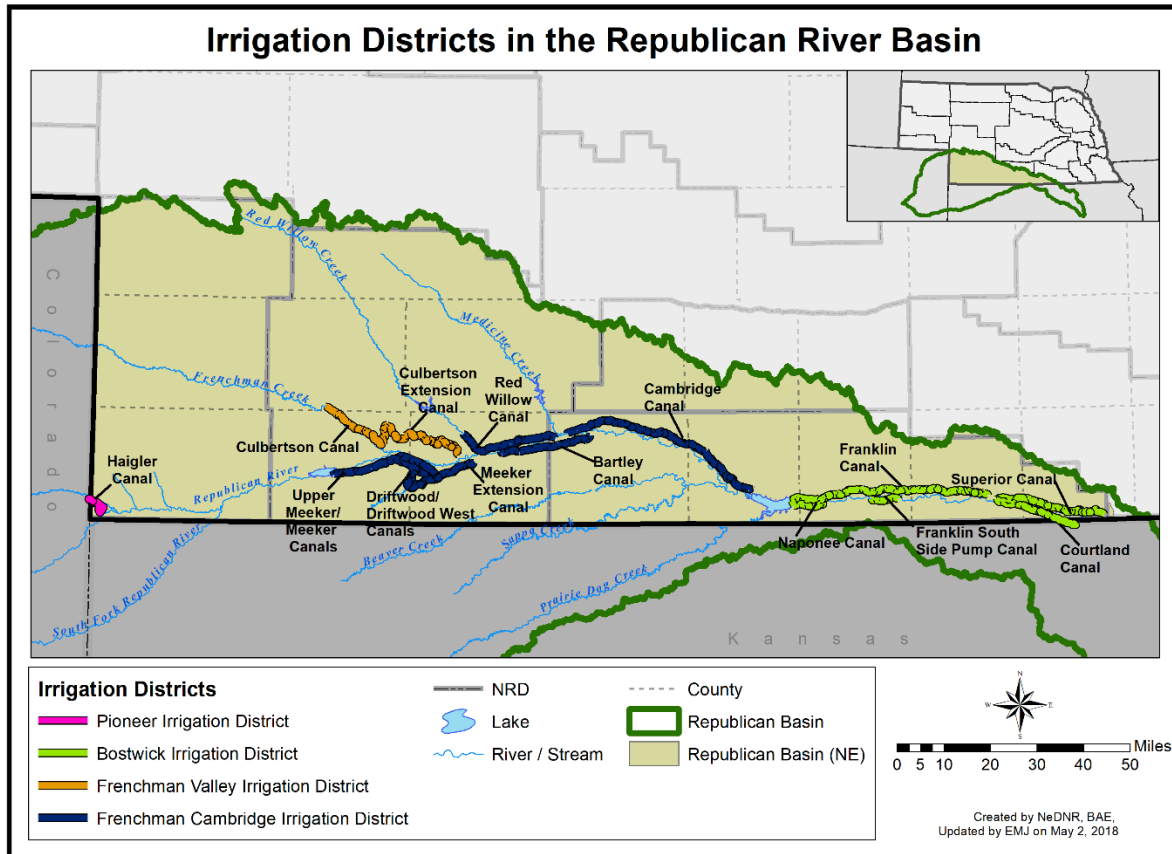 Irrigation Districts in the Republican River Basin
Colorado
Red Willow Creek
Medicine Creek
Frenchman Creek
Culbertson
Extension
Canal
Red
Willow
Canal
Cambridge
Canal
Culbertson Canal
Haigler
Canal
Republican River
Upper
Meeker/
Meeker
Canals
Driftwood/
Driftwood West
Canals
Meeker
Extension
Canal
Bartley
Canal
Franklin
Canal
Superior Canal
Naponee Canal
Franklin South
Side Pump Canal
Courtland
Canal
South Fork Republican River
Beaver Creek
Sappa Creek
Prairie Dog Creek
Kansas
Irrigation Districts
Pioneer Irrigation District
Bostwick Irrigation District
Frenchman Valley Irrigation District
Frenchman Cambridge Irrigation District
NRD
Lake
River / Stream
County
Republican Basin
Republican Basin (NE)
N
W E
S
Miles
0 5 10 20 30 40 50
Created by NeDNR, BAE,
Updated by EMJ on May 2, 2018